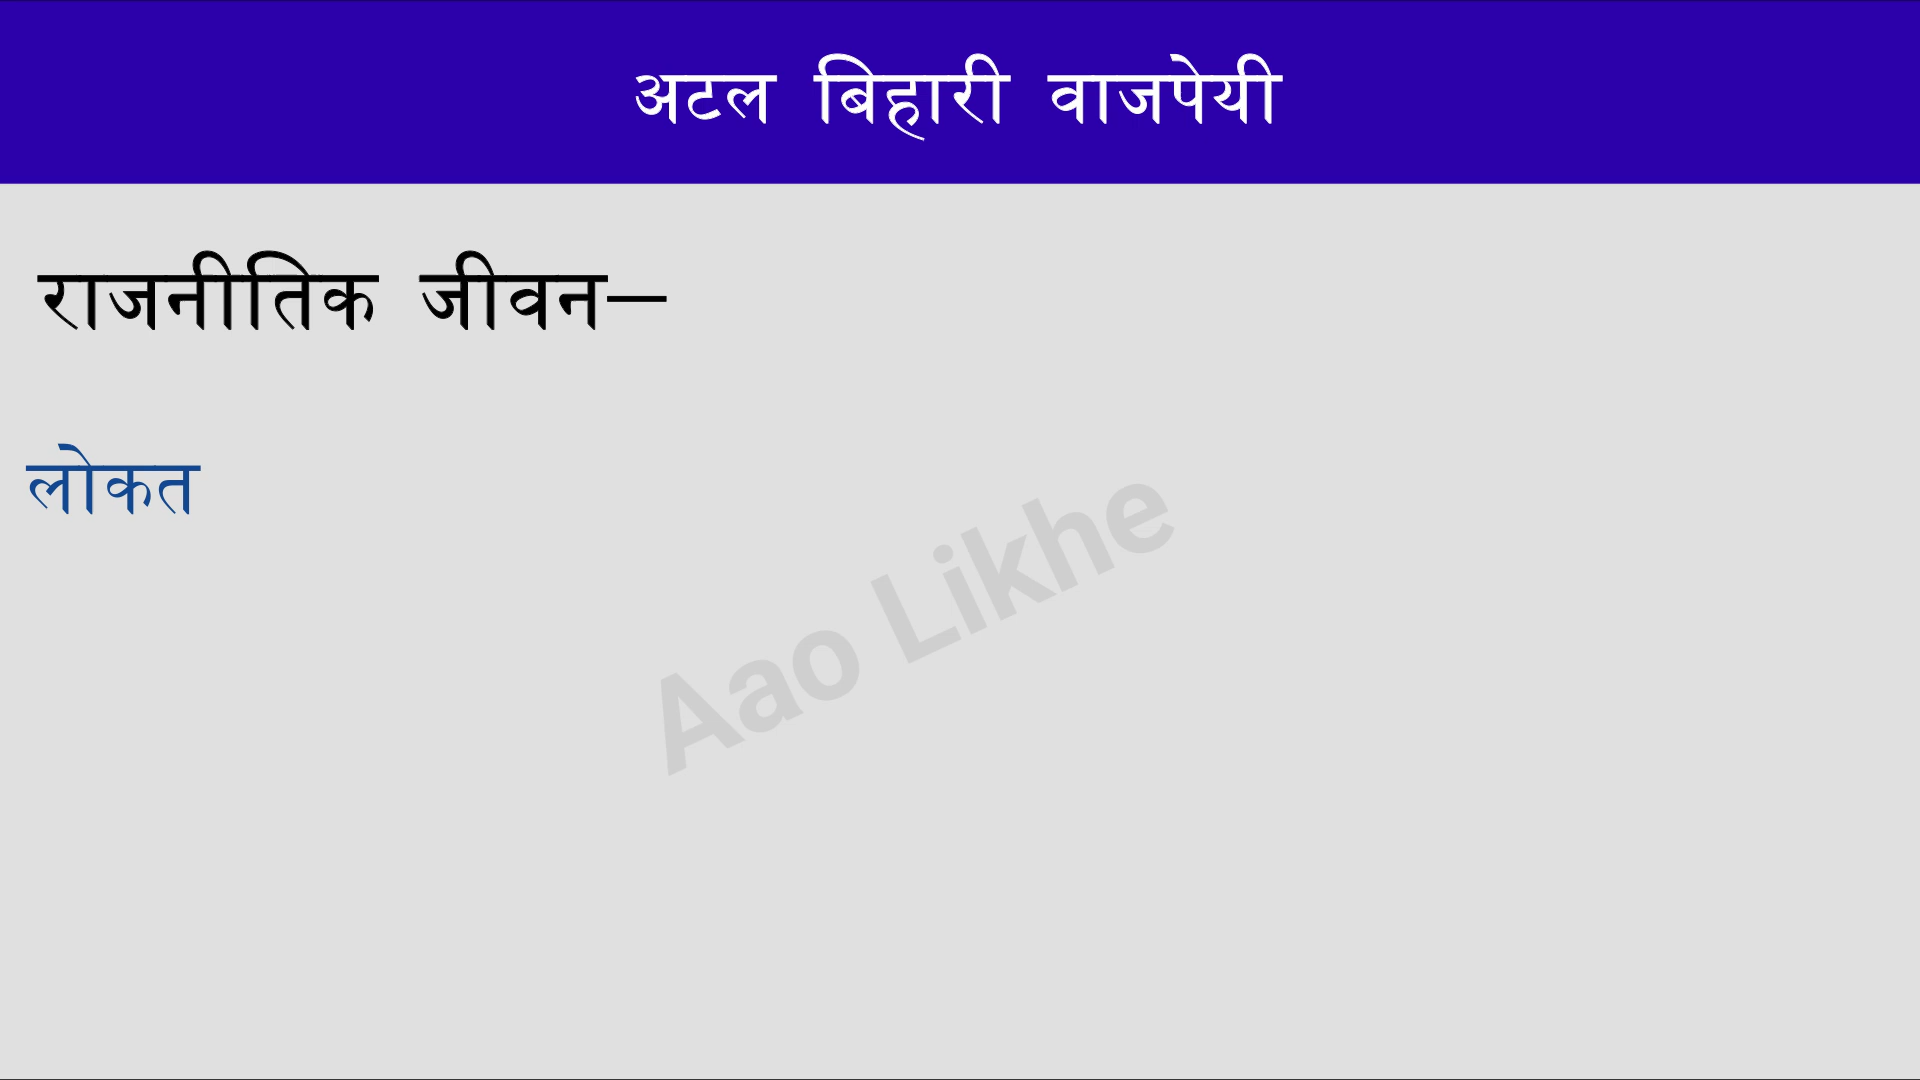 अटल बिहारी वाजपेयी
राजनीतिक जीवन–
लोकत
Aao Likhe